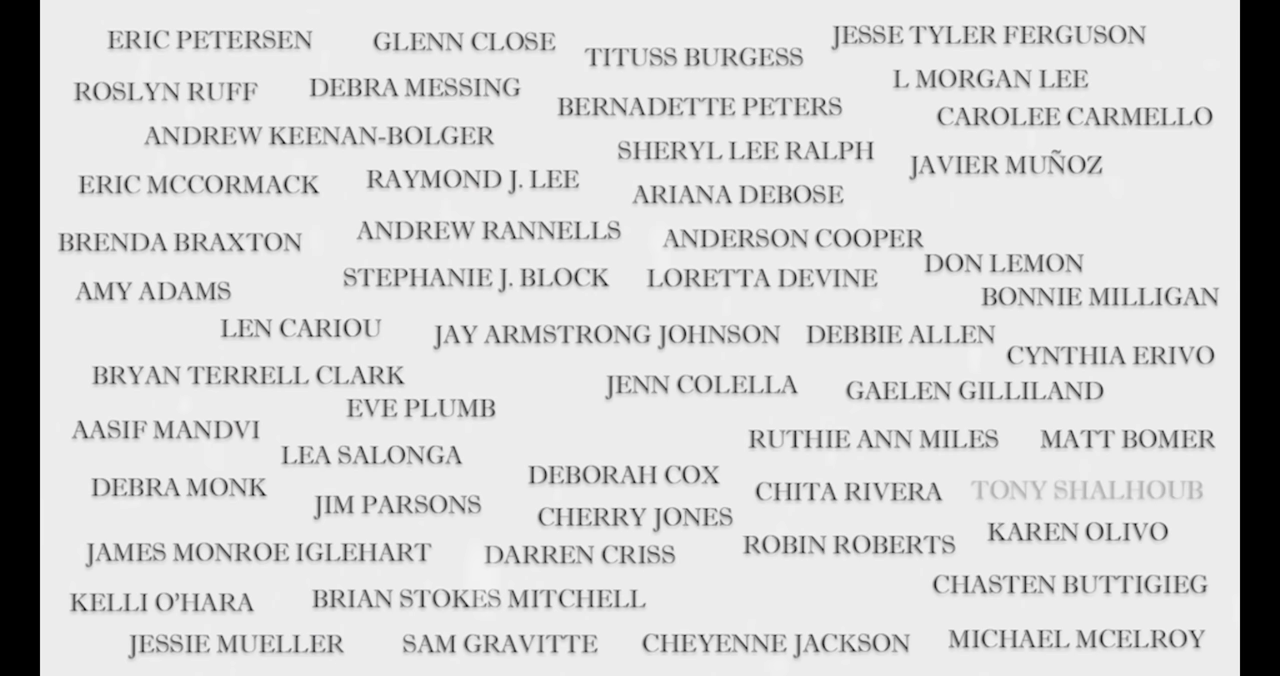 ERIC PETERSEN
GLENN CLOSE
TITUSS BURGESS
JESSE TYLER FERGUSON
ROSLYN RUFF
DEBRA MESSING
BERNADETTE PETERS
L MORGAN LEE
CAROLEE CARMELLO
ANDREW KEENAN-BOLGER
SHERYL LEE RALPH
JAVIER MUÑOZ
ERIC MCCORMACK
RAYMOND J. LEE
ARIANA DEBOSE
BRENDA BRAXTON
ANDREW RANNELLS
ANDERSON COOPER
DON LEMON
AMY ADAMS
STEPHANIE J. BLOCK
LORETTA DEVINE
BONNIE MILLIGAN
LEN CARIOU
JAY ARMSTRONG JOHNSON
DEBBIE ALLEN
CYNTHIA ERIVO
BRYAN TERRELL CLARK
JENN COLELLA
GAELEN GILLILAND
EVE PLUMB
AASIF MANDVI
RUTHIE ANN MILES
MATT BOMER
LEA SALONGA
DEBORAH COX
DEBRA MONK
JIM PARSONS
CHITA RIVERA
TONY SHALHOUB
CHERRY JONES
KAREN OLIVO
JAMES MONROE IGLEHART
DARREN CRISS
ROBIN ROBERTS
CHASTEN BUTTIGIEG
KELLI O'HARA
BRIAN STOKES MITCHELL
JESSIE MUELLER
SAM GRAVITTE
CHEYENNE JACKSON
MICHAEL MCELROY